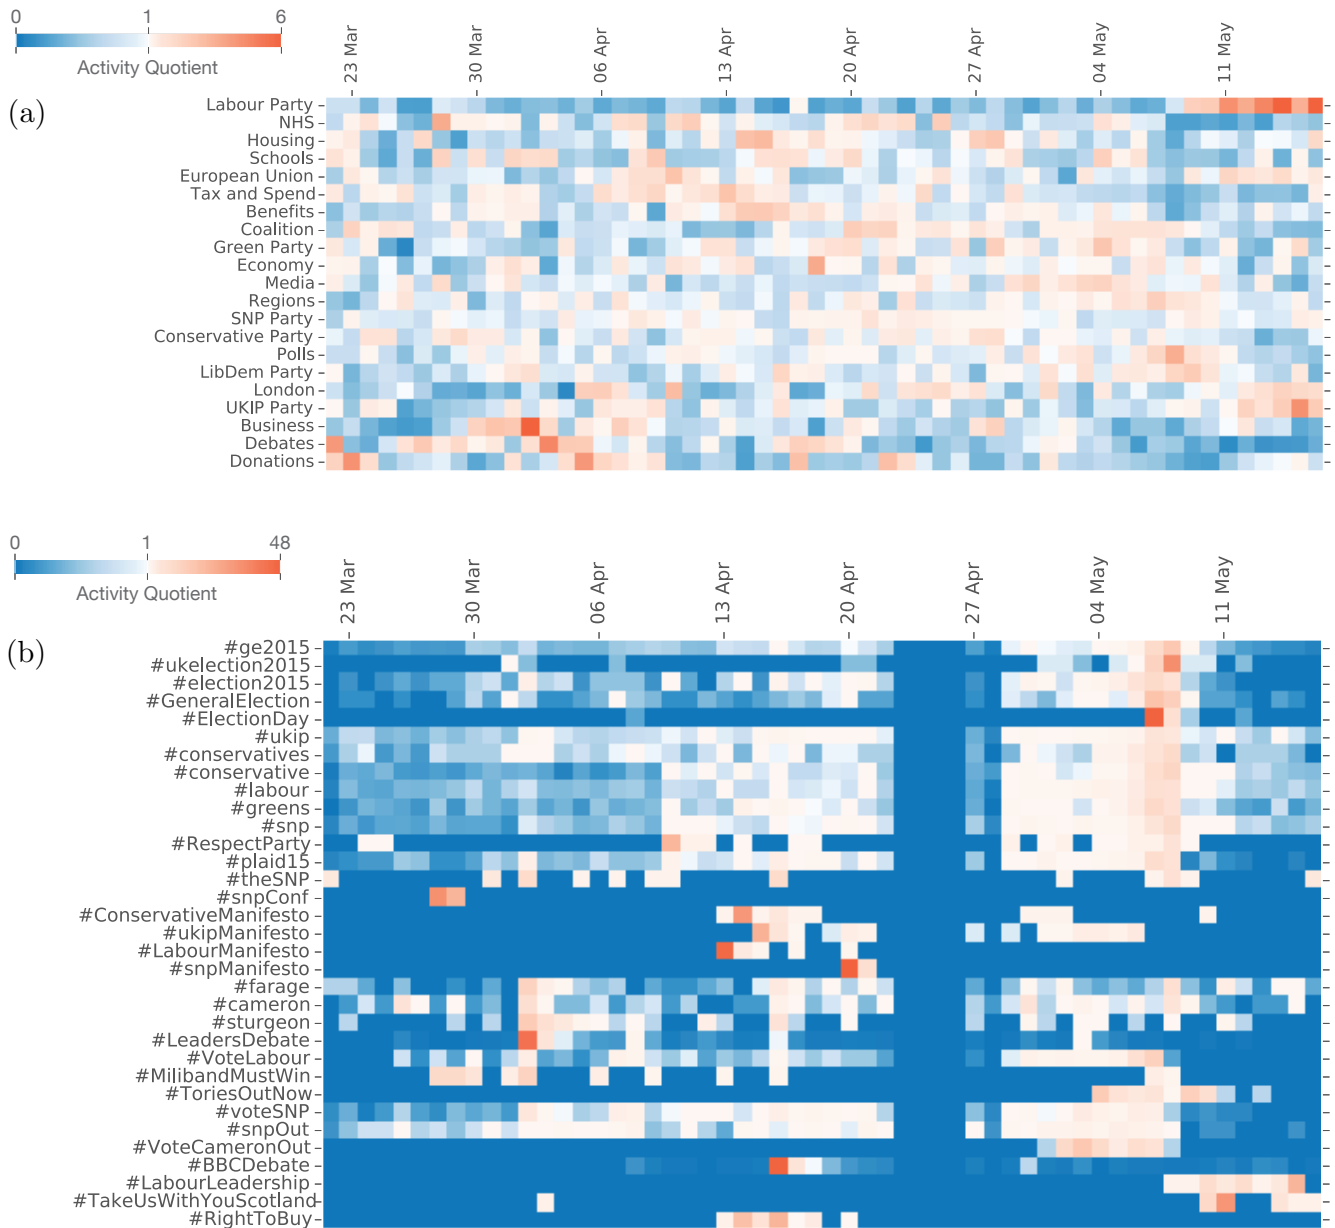 0 1 6
Activity Quotient
23 Mar 30 Mar 06 Apr 13 Apr 20 Apr 27 Apr 04 May 11 May
(a)
Labour Party
NHS
Housing
Schools
European Union
Tax and Spend
Benefits
Coalition
Green Party
Economy
Media
Regions
SNP Party
Conservative Party
Polls
LibDem Party
London
UKIP Party
Business
Debates
Donations
0 1 48
Activity Quotient
23 Mar 30 Mar 06 Apr 13 Apr 20 Apr 27 Apr 04 May 11 May
(b)
#ge2015
#ukelection2015
#election2015
#GeneralElection
#ElectionDay
#ukip
#conservatives
#conservative
#labour
#greens
#snp
#RespectParty
#plaid15
#theSNP
#snpConf
#ConservativeManifesto
#ukipManifesto
#LabourManifesto
#snpManifesto
#farage
#cameron
#sturgeon
#LeadersDebate
#VoteLabour
#MilibandMustWin
#ToriesOutNow
#voteSNP
#snpOut
#VoteCameronOut
#BBCDebate
#LabourLeadership
#TakeUsWithYouScotland
#RightToBuy